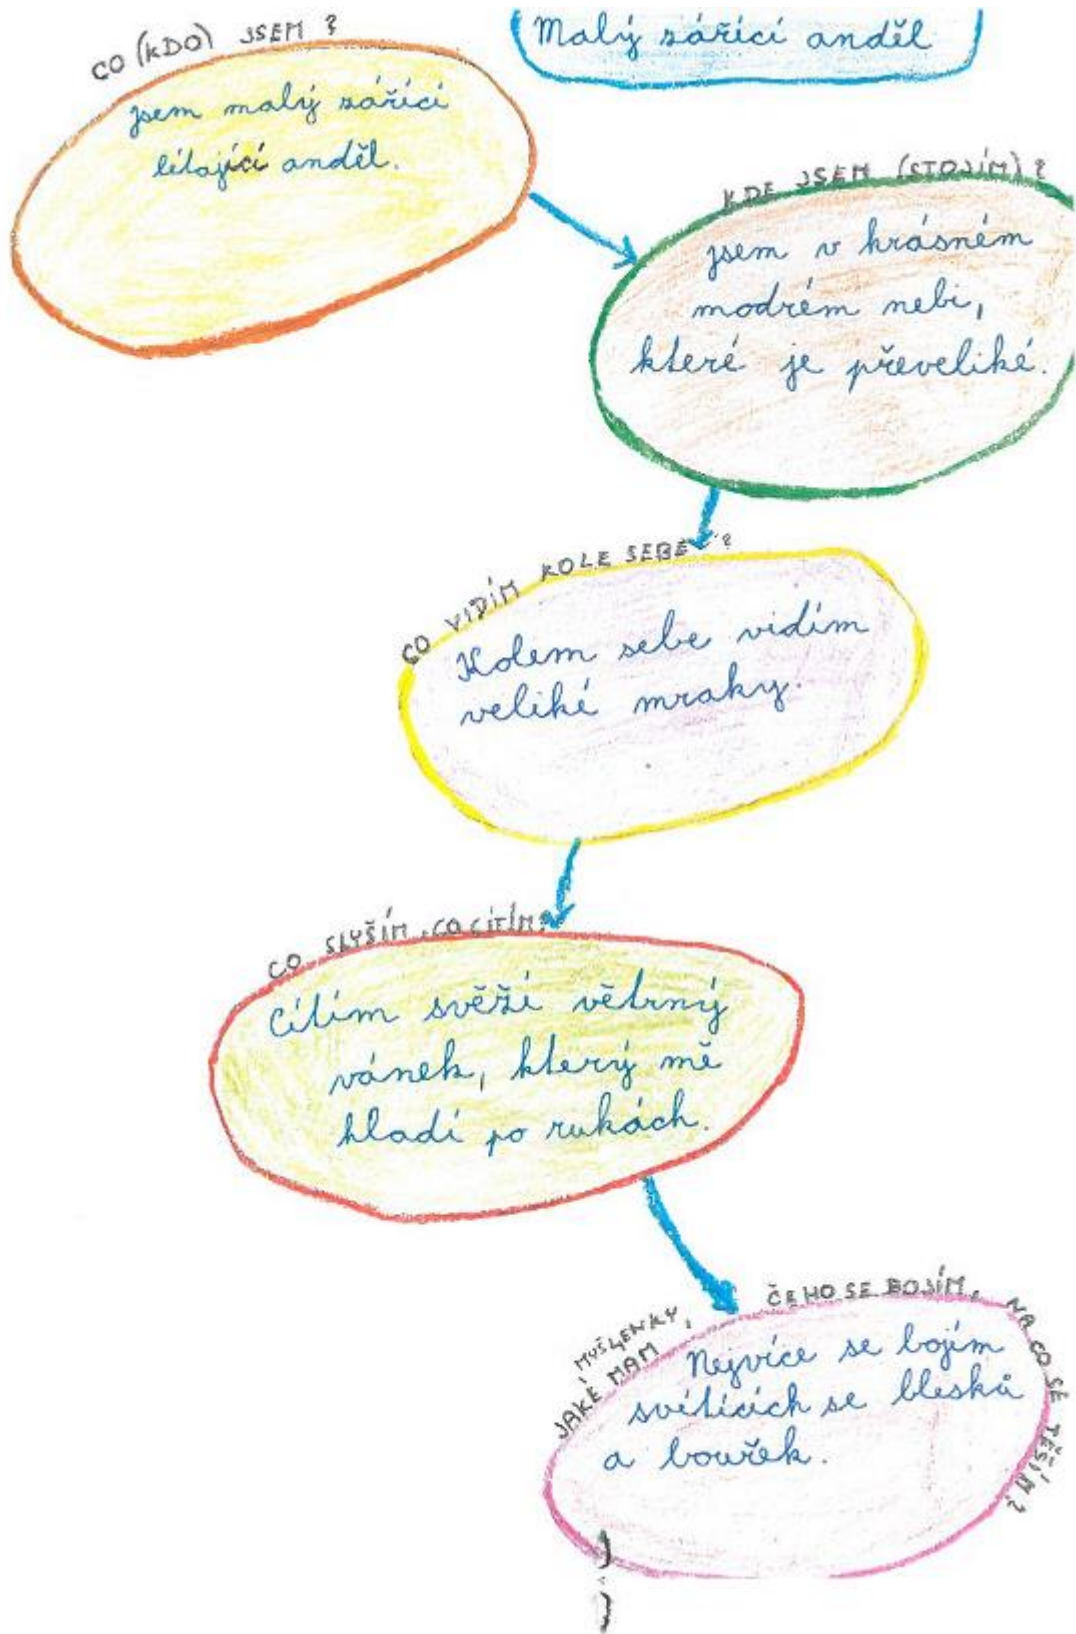 Malý zářící anděl
CO (KDO) JSEM ?
jsem malý zářící
lítající anděl.
KDE JSEM (STOJÍM) ?
jsem v krásném
modrém nebi,
které je převeliké.
CO VIDÍM KOLE SEBE ?
Kolem sebe vidím
veliké mraky.
CO SLYŠÍM, CO CÍTÍM?
Cítím svěží větrný
vánek, který mě
hladí po rukách.
JAKÉ MAM MYŠLENKY, ČEHO SE BOJÍM, NA CO SE TĚŠÍM?
Nejvíce se bojím
svítících se blesků
a bouřek.